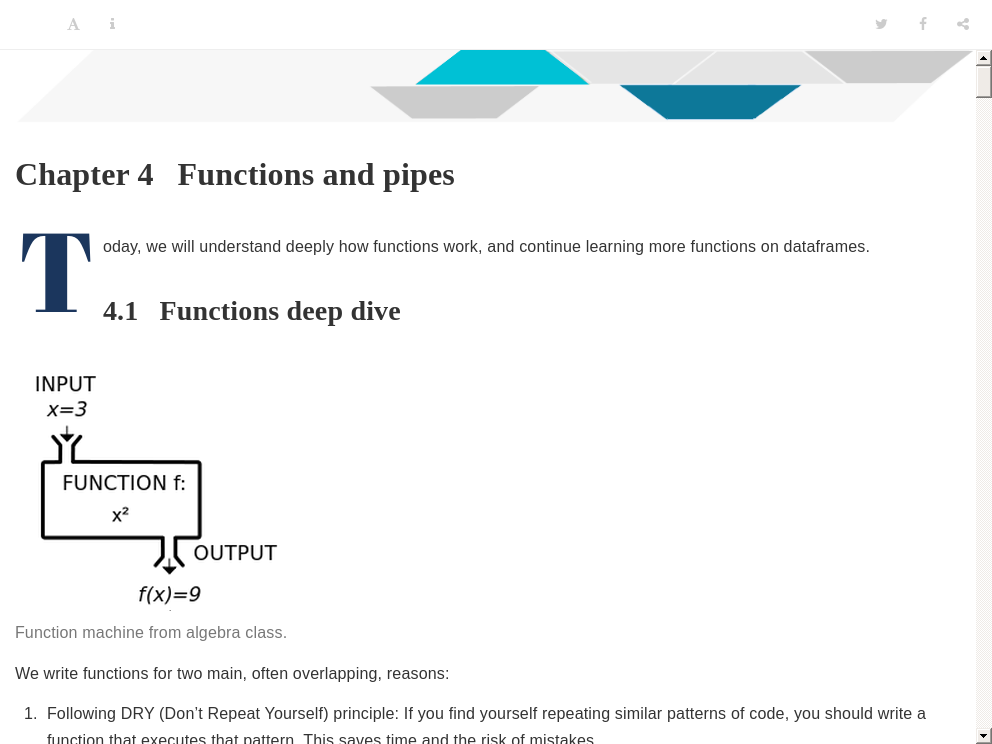 Chapter 4 Functions and pipes
Today, we will understand deeply how functions work, and continue learning more functions on dataframes.
4.1 Functions deep dive
INPUT
x=3
FUNCTION f:
x²
OUTPUT
f(x)=9
Function machine from algebra class.
We write functions for two main, often overlapping, reasons:
1. Following DRY (Don’t Repeat Yourself) principle: If you find yourself repeating similar patterns of code, you should write a
function that executes that pattern. This saves time and the risk of mistakes.